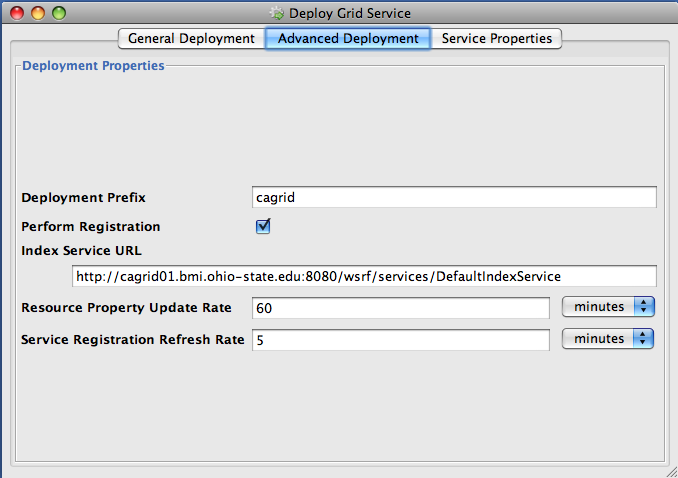 Deploy Grid Service
General Deployment Advanced Deployment Service Properties
Deployment Properties
Deployment Prefix cagrid
Perform Registration
Index Service URL
http://cagrid01.bmi.ohio-state.edu:8080/wsrf/services/DefaultIndexService
Resource Property Update Rate 60 minutes
Service Registration Refresh Rate 5 minutes